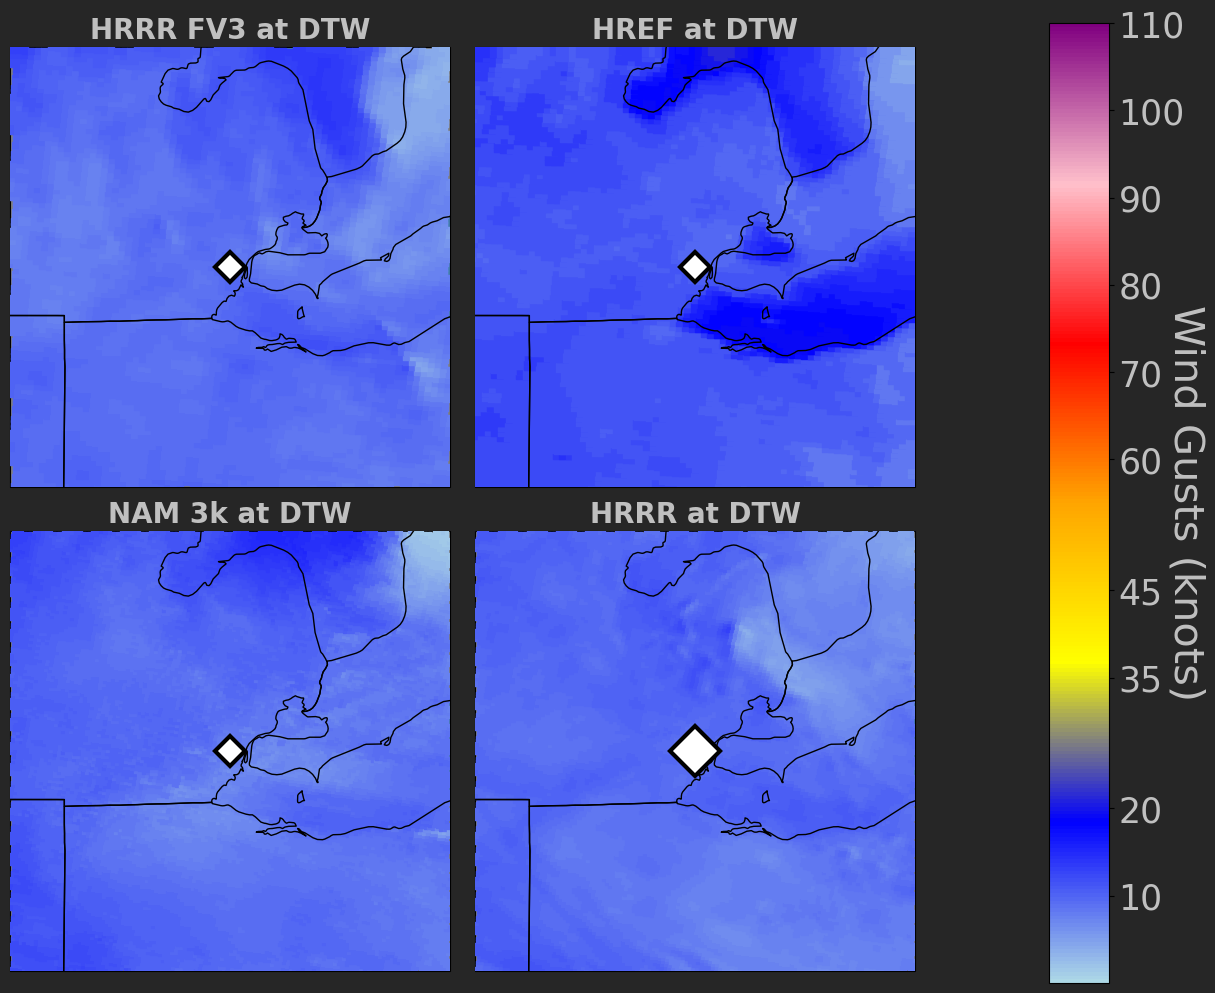 HRRR FV3 at DTW
HREF at DTW
NAM 3k at DTW
HRRR at DTW
110
100
90
80
70
60
45
35
20
10
Wind Gusts (knots)